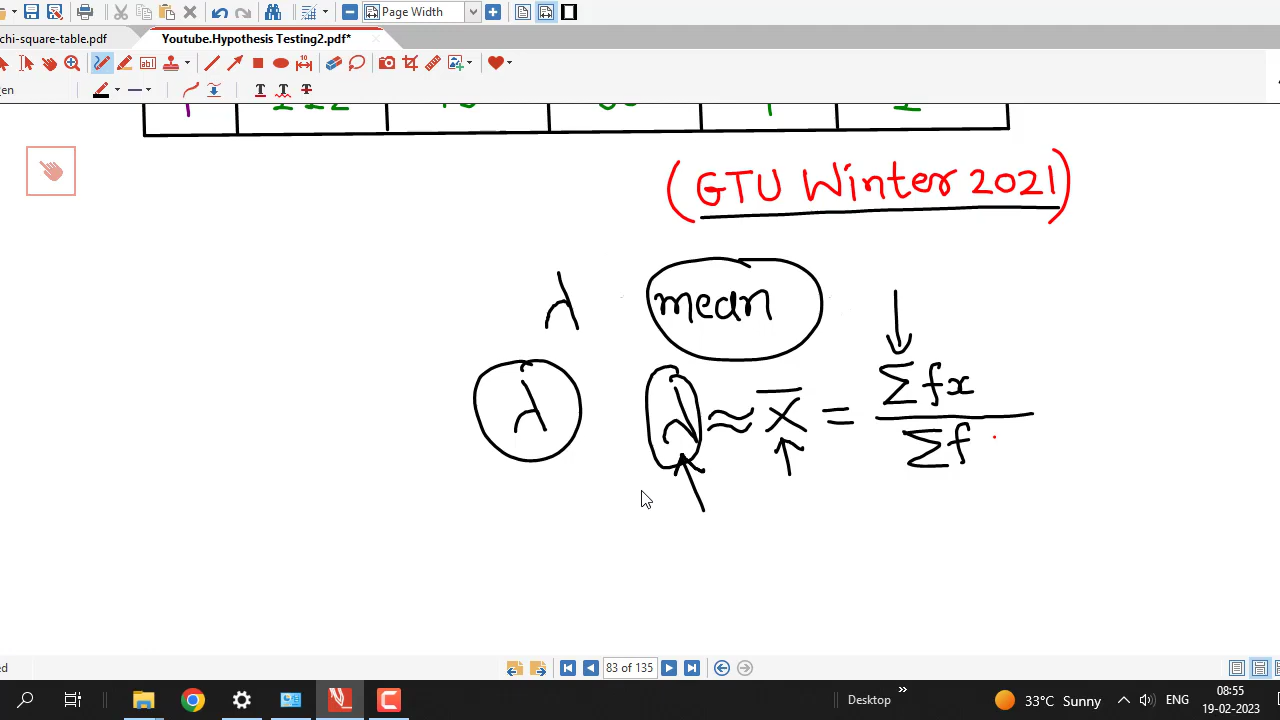 Page Width
chi-square-table.pdf
Youtube.Hypothesis Testing2.pdf*
(GTU Winter 2021)
λ mean
λ λ ≈ x̄ = Σfx
Σf
83 of 135
Desktop
33°C Sunny
ENG
08:55
19-02-2023